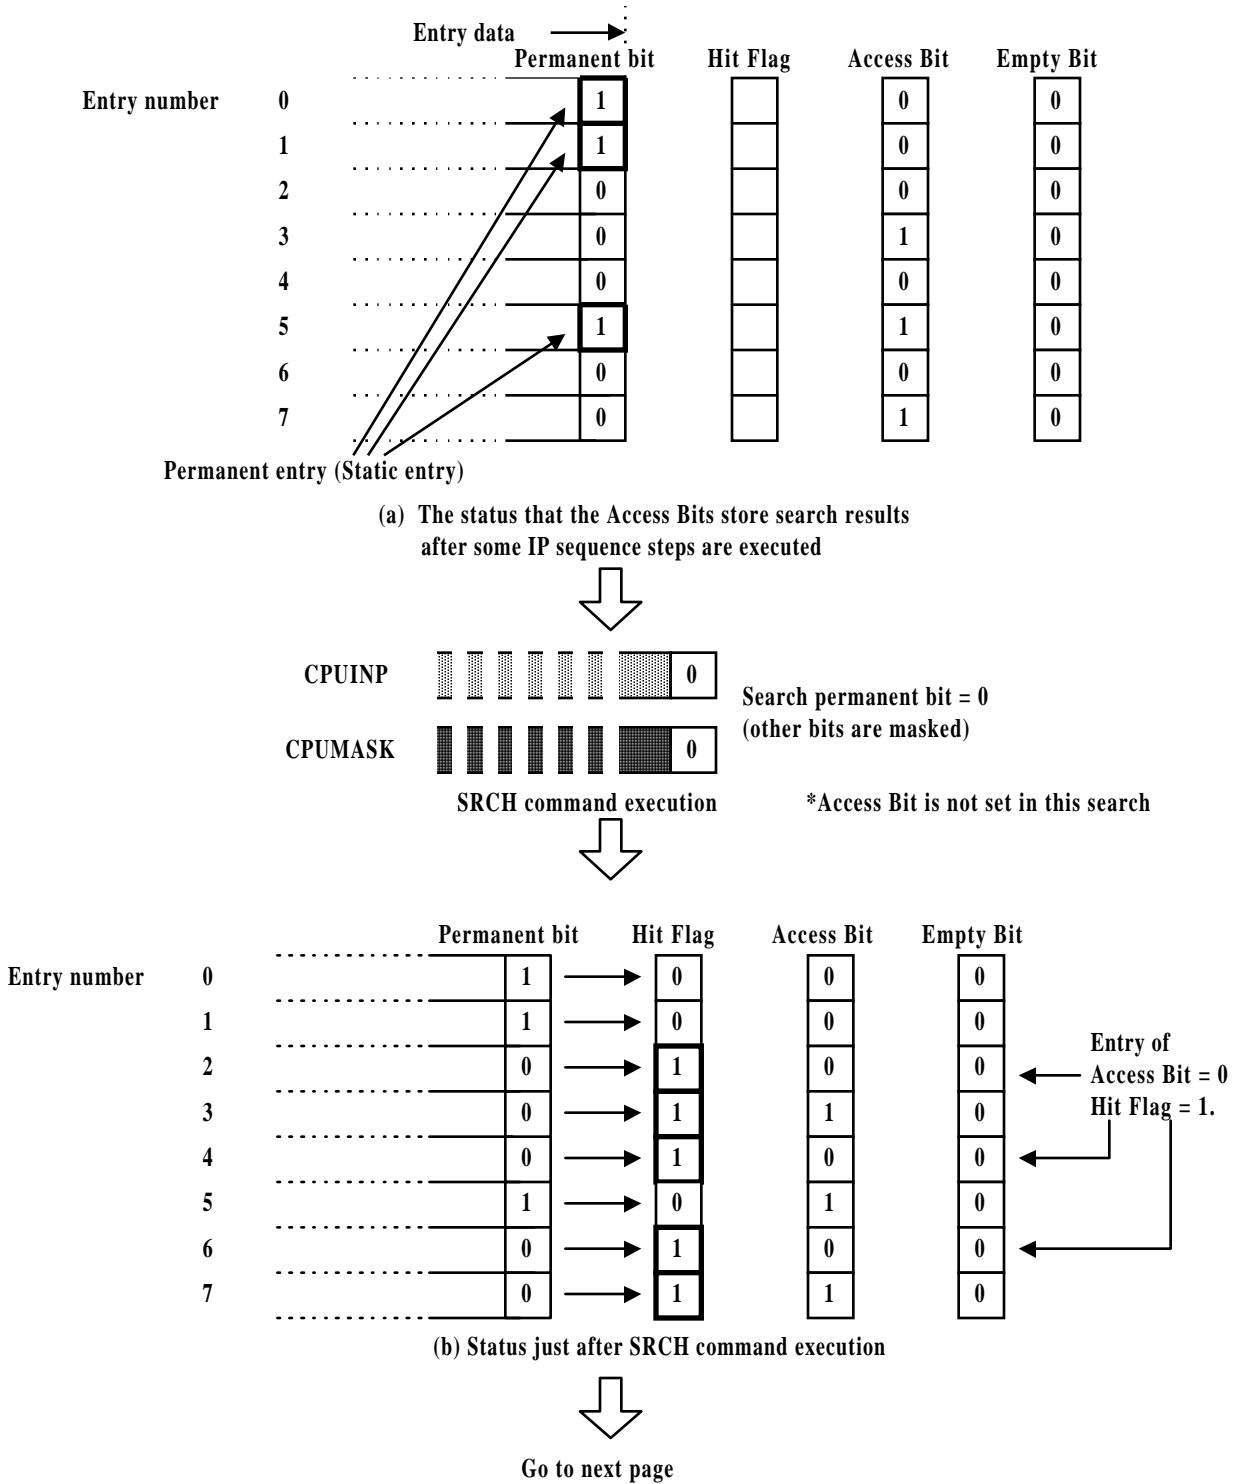 Entry data
Permanent bit Hit Flag Access Bit Empty Bit
Entry number 0 1 0 0
1 1 0 0
2 0 0 0
3 0 1 0
4 0 0 0
5 1 1 0
6 0 0 0
7 0 1 0
Permanent entry (Static entry)
(a) The status that the Access Bits store search results
after some IP sequence steps are executed
CPUINP 0
Search permanent bit = 0
(other bits are masked)
CPUMASK 0
SRCH command execution *Access Bit is not set in this search
Permanent bit Hit Flag Access Bit Empty Bit
Entry number 0 1 0 0 0
1 1 0 0 0
2 0 1 0 0
3 0 1 1 0
4 0 1 0 0
5 1 0 1 0
6 0 1 0 0
7 0 1 1 0
Entry of
Access Bit = 0
Hit Flag = 1.
(b) Status just after SRCH command execution
Go to next page